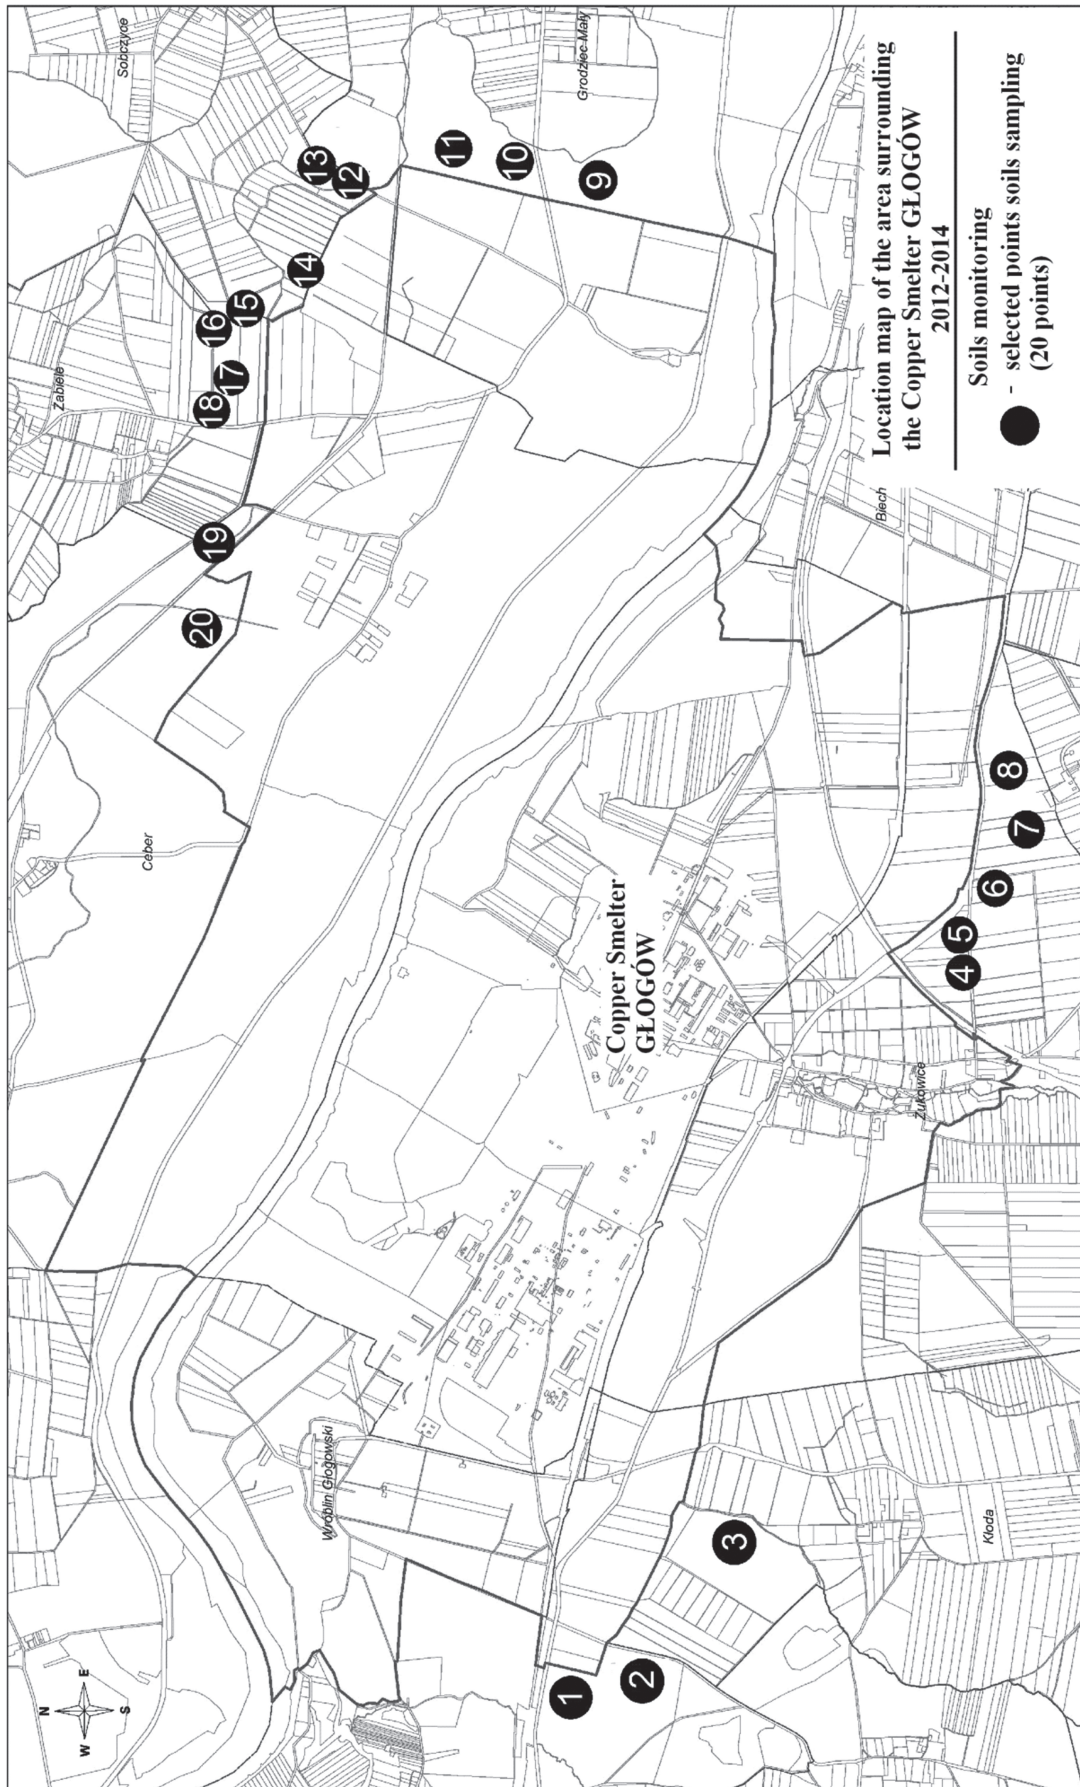 Sobczyce
Grodziec Mały
Żabiele
Ceber
Wróblin Głogowski
Biech
Żukowice
Kłoda
Copper Smelter
GŁOGÓW
1
2
3
4
5
6
7
8
9
10
11
12
13
14
15
16
17
18
19
20
N
W
E
S
Location map of the area surrounding
the Copper Smelter GŁOGÓW
2012-2014
Soils monitoring
- selected points soils sampling
(20 points)